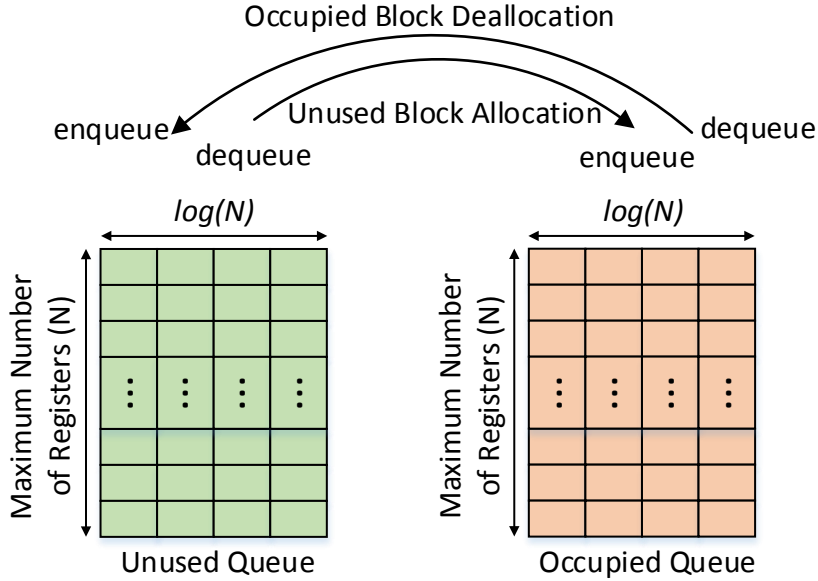 Occupied Block Deallocation
Unused Block Allocation
enqueue
dequeue
enqueue
dequeue
log(N)
log(N)
Maximum Number
of Registers (N)
Maximum Number
of Registers (N)
Unused Queue
Occupied Queue